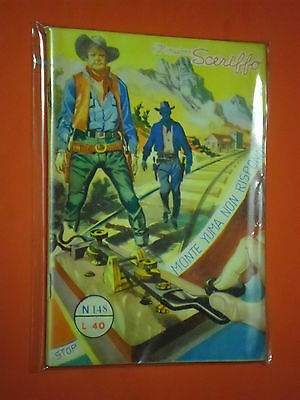 Sceriffo
MONTE YUMA NON RISPONDE
N 148
L 40
STOP